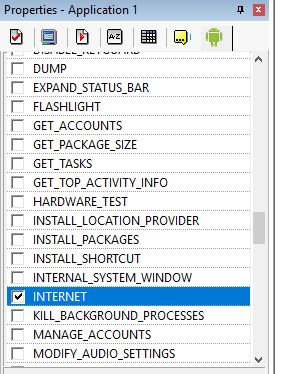 Properties - Application 1
A-Z
DISABLE_KEYGUARD
DUMP
EXPAND_STATUS_BAR
FLASHLIGHT
GET_ACCOUNTS
GET_PACKAGE_SIZE
GET_TASKS
GET_TOP_ACTIVITY_INFO
HARDWARE_TEST
INSTALL_LOCATION_PROVIDER
INSTALL_PACKAGES
INSTALL_SHORTCUT
INTERNAL_SYSTEM_WINDOW
INTERNET
KILL_BACKGROUND_PROCESSES
MANAGE_ACCOUNTS
MODIFY_AUDIO_SETTINGS